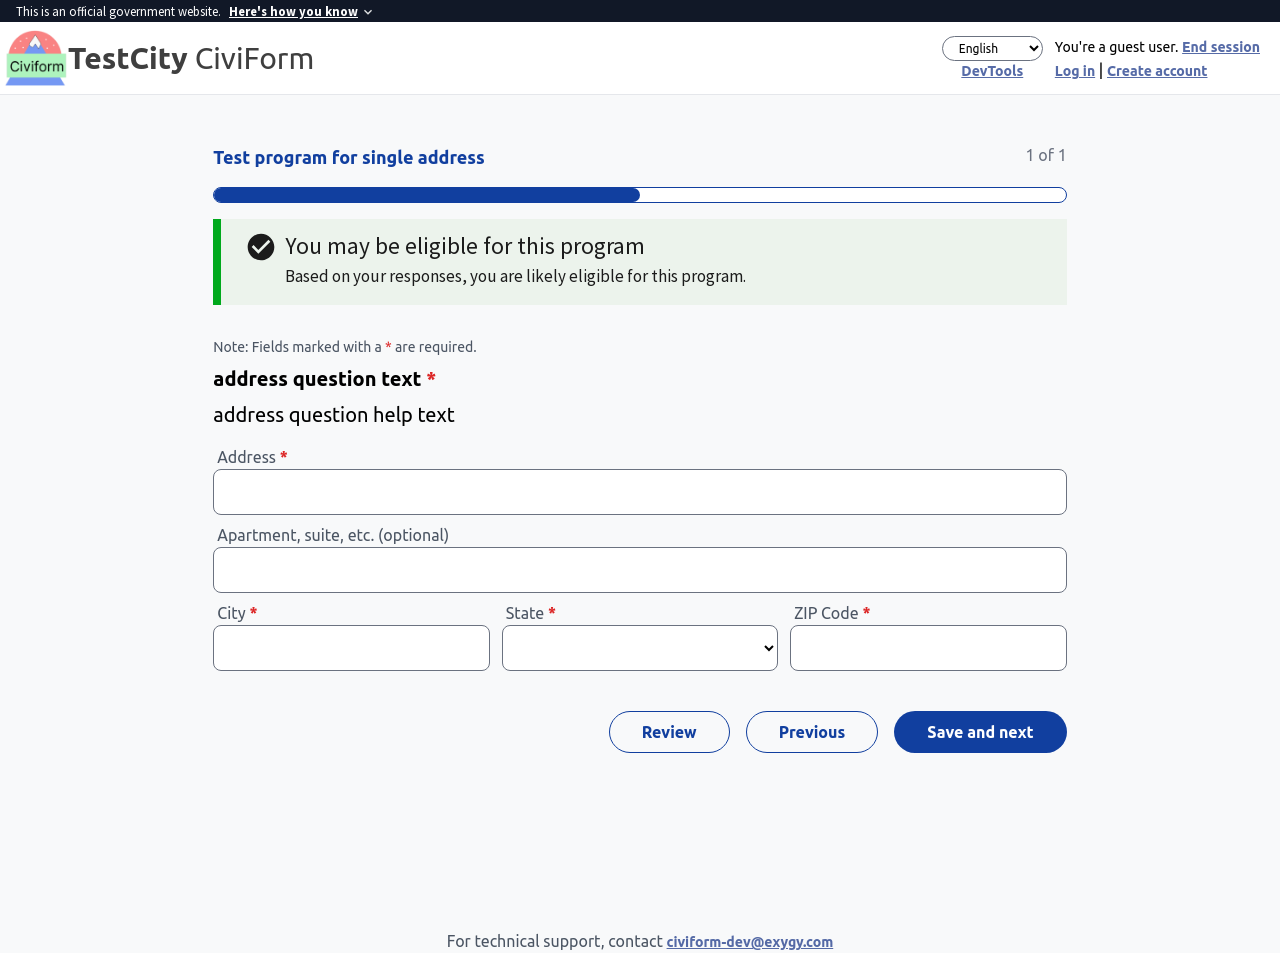 This is an official government website. Here's how you know
Civiform
TestCity CiviForm
English
You're a guest user. End session
DevTools
Log in | Create account
Test program for single address
1 of 1
You may be eligible for this program
Based on your responses, you are likely eligible for this program.
Note: Fields marked with a * are required.
address question text *
address question help text
Address *
Apartment, suite, etc. (optional)
City *
State *
ZIP Code *
Review
Previous
Save and next
For technical support, contact civiform-dev@exygy.com